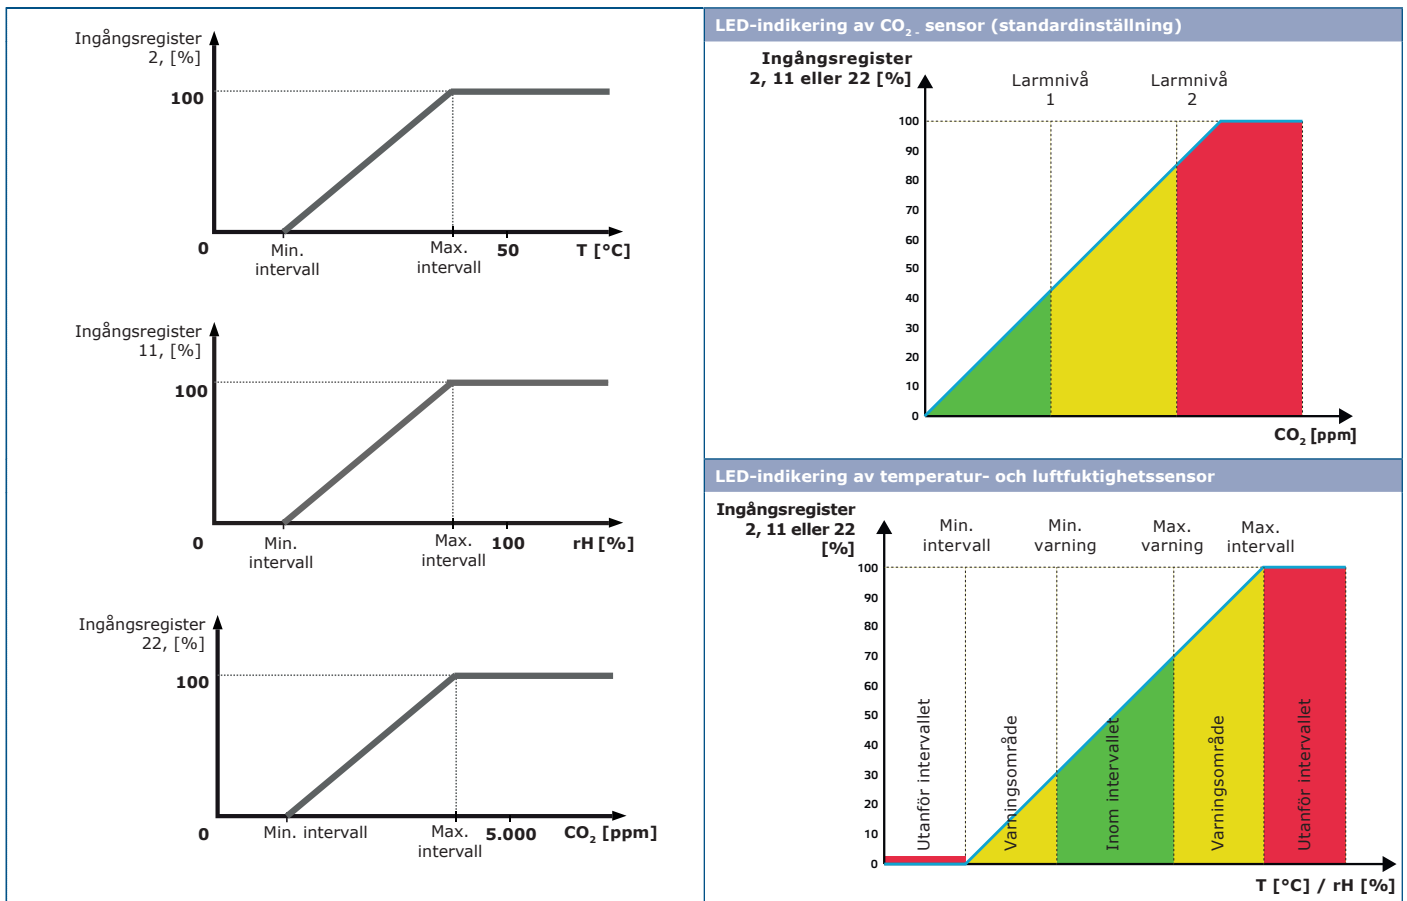 Ingångsregister
2, [%]
100
0
Min.
intervall
Max.
intervall
50
T [°C]
Ingångsregister
11, [%]
100
0
Min.
intervall
Max.
intervall
100
rH [%]
Ingångsregister
22, [%]
100
0
Min. intervall
Max.
intervall
5.000
CO2 [ppm]
LED-indikering av CO2 - sensor (standardinställning)
Ingångsregister
2, 11 eller 22 [%]
Larmnivå
1
Larmnivå
2
100
90
80
70
60
50
40
30
20
10
0
CO2 [ppm]
LED-indikering av temperatur- och luftfuktighetssensor
Ingångsregister
2, 11 eller 22
[%]
Min.
intervall
Min.
varning
Max.
varning
Max.
intervall
100
90
80
70
60
50
40
30
20
10
0
Utanför intervallet
Varningsområde
Inom intervallet
Varningsområde
Utanför intervallet
T [°C] / rH [%]